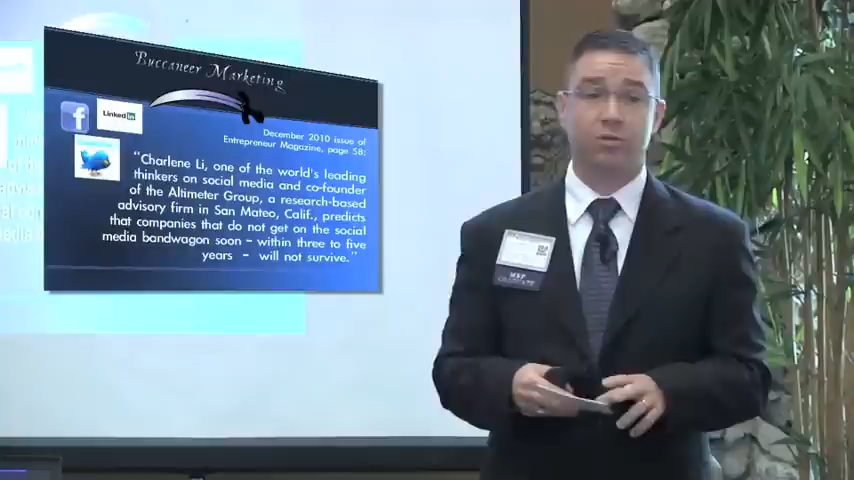 Buccaneer Marketing
LinkedIn
December 2010 issue of
Entrepreneur Magazine, page 58:
"Charlene Li, one of the world's leading
thinkers on social media and co-founder
of the Altimeter Group, a research-based
advisory firm in San Mateo, Calif., predicts
that companies that do not get on the social
media bandwagon soon - within three to five
years - will not survive."